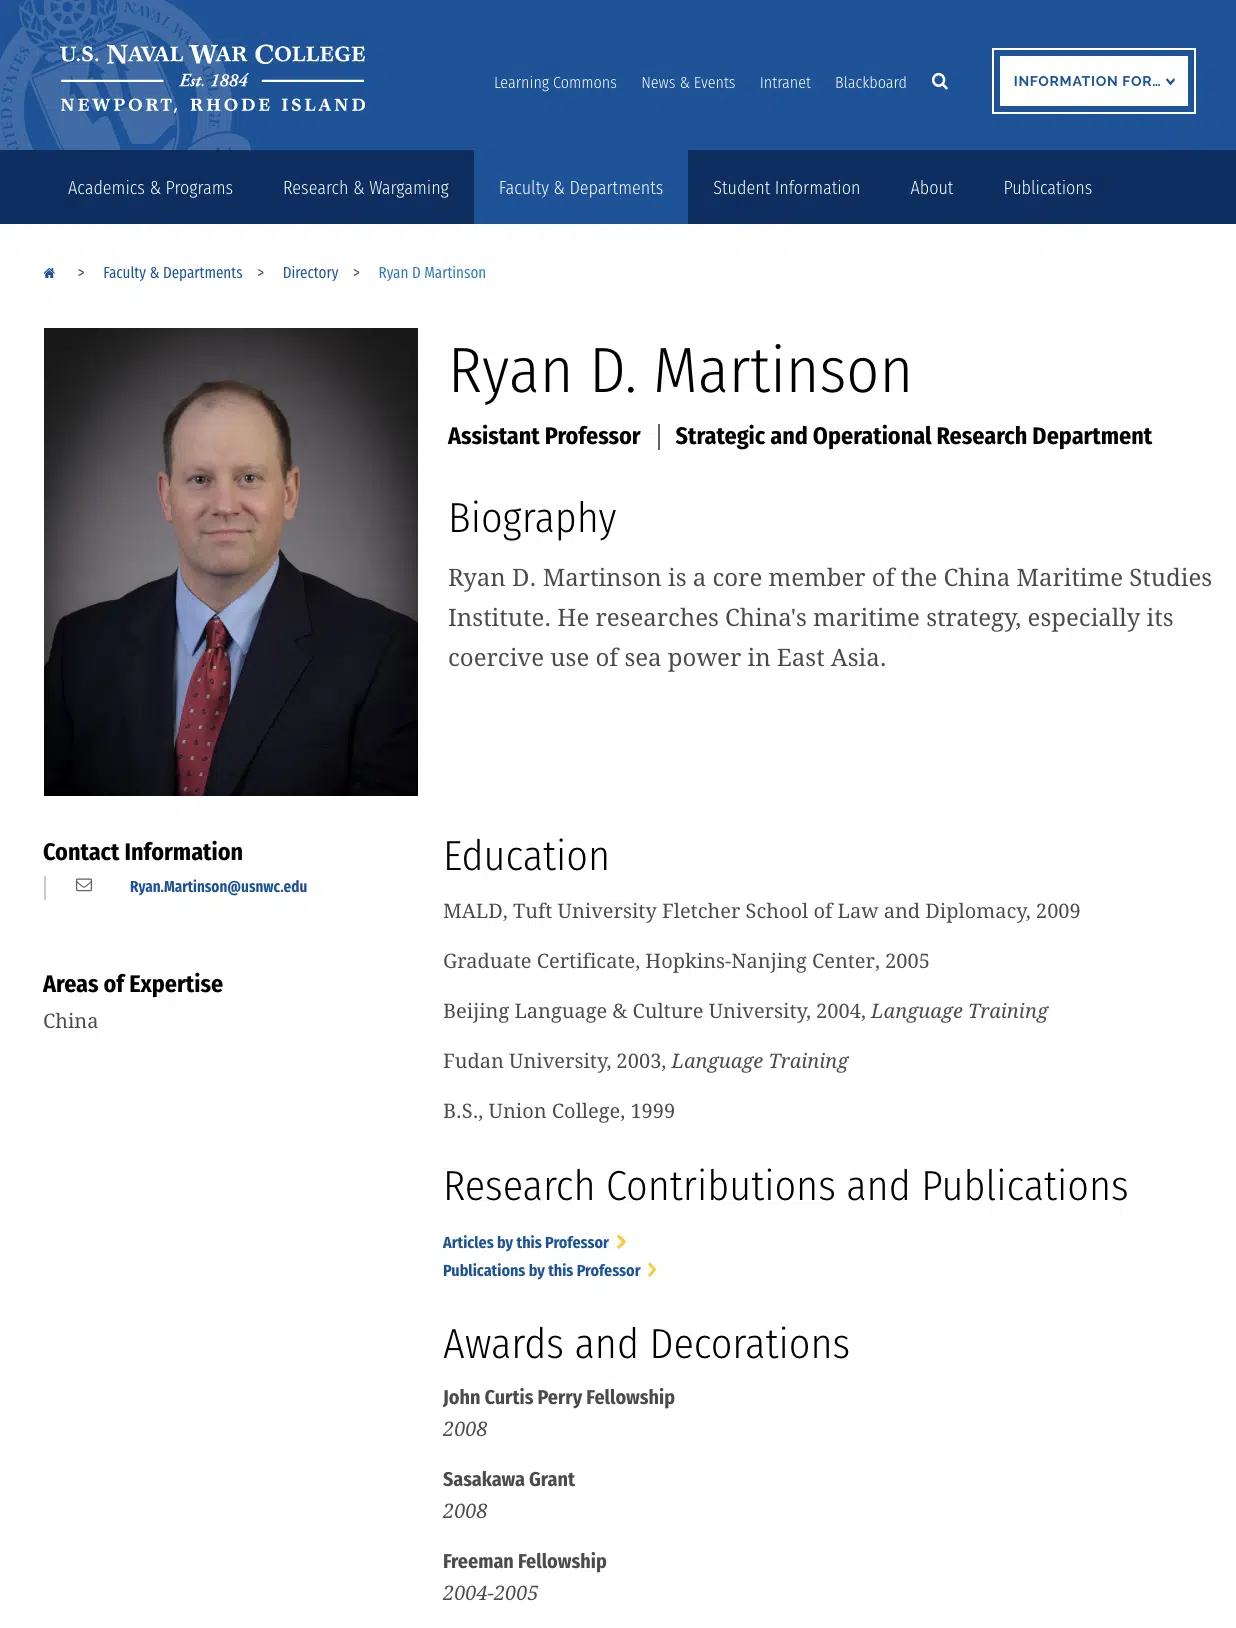 U.S. NAVAL WAR COLLEGE
Est. 1884
NEWPORT, RHODE ISLAND
Learning Commons
News & Events
Intranet
Blackboard
INFORMATION FOR...
Academics & Programs
Research & Wargaming
Faculty & Departments
Student Information
About
Publications
> Faculty & Departments > Directory > Ryan D Martinson
Ryan D. Martinson
Assistant Professor | Strategic and Operational Research Department
Biography
Ryan D. Martinson is a core member of the China Maritime Studies
Institute. He researches China's maritime strategy, especially its
coercive use of sea power in East Asia.
Contact Information
Ryan.Martinson@usnwc.edu
Areas of Expertise
China
Education
MALD, Tuft University Fletcher School of Law and Diplomacy, 2009
Graduate Certificate, Hopkins-Nanjing Center, 2005
Beijing Language & Culture University, 2004, Language Training
Fudan University, 2003, Language Training
B.S., Union College, 1999
Research Contributions and Publications
Articles by this Professor
Publications by this Professor
Awards and Decorations
John Curtis Perry Fellowship
2008
Sasakawa Grant
2008
Freeman Fellowship
2004-2005